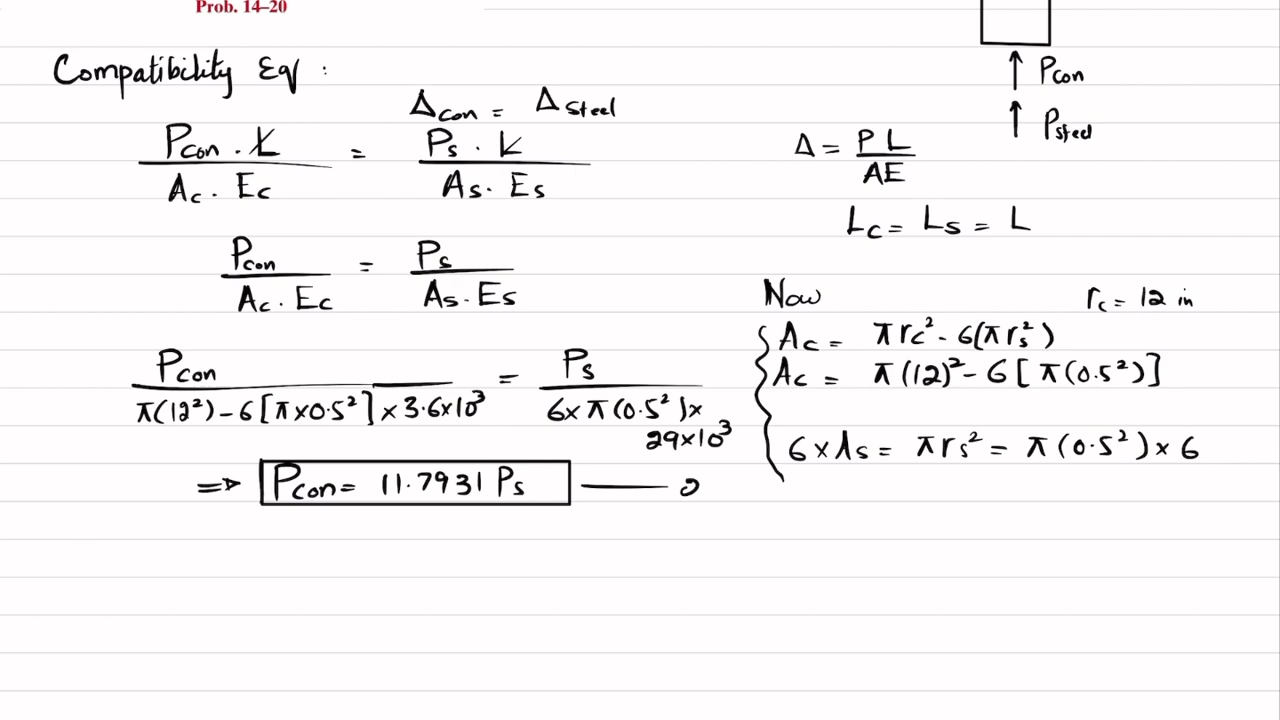 Prob. 14–20
Compatibility Eq :
Pcon
Psteel
Δcon = Δsteel
Pcon . L / Ac . Ec = Ps . L / As . Es
Δ = PL / AE
Lc = Ls = L
Pcon / Ac . Ec = Ps / As . Es
Now
rc = 12 in
Ac = πrc² - 6(πrs²)
Ac = π(12)² - 6[π(0.5²)]
6×As = πrs² = π(0.5²)×6
Pcon / π(12²)-6[π×0.5²]×3.6×10³ = Ps / 6×π(0.5²)×29×10³
⇒ Pcon = 11.7931 Ps